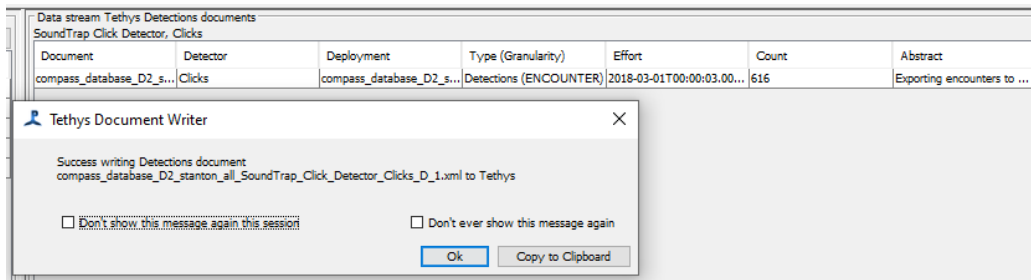 Data stream Tethys Detections documents
SoundTrap Click Detector, Clicks
Document Detector Deployment Type (Granularity) Effort Count Abstract
compass_database_D2_s... Clicks compass_database_D2_s... Detections (ENCOUNTER) 2018-03-01T00:00:03.00... 616 Exporting encounters to ...
Tethys Document Writer
Success writing Detections document
compass_database_D2_stanton_all_SoundTrap_Click_Detector_Clicks_D_1.xml to Tethys
Don't show this message again this session Don't ever show this message again
Ok Copy to Clipboard